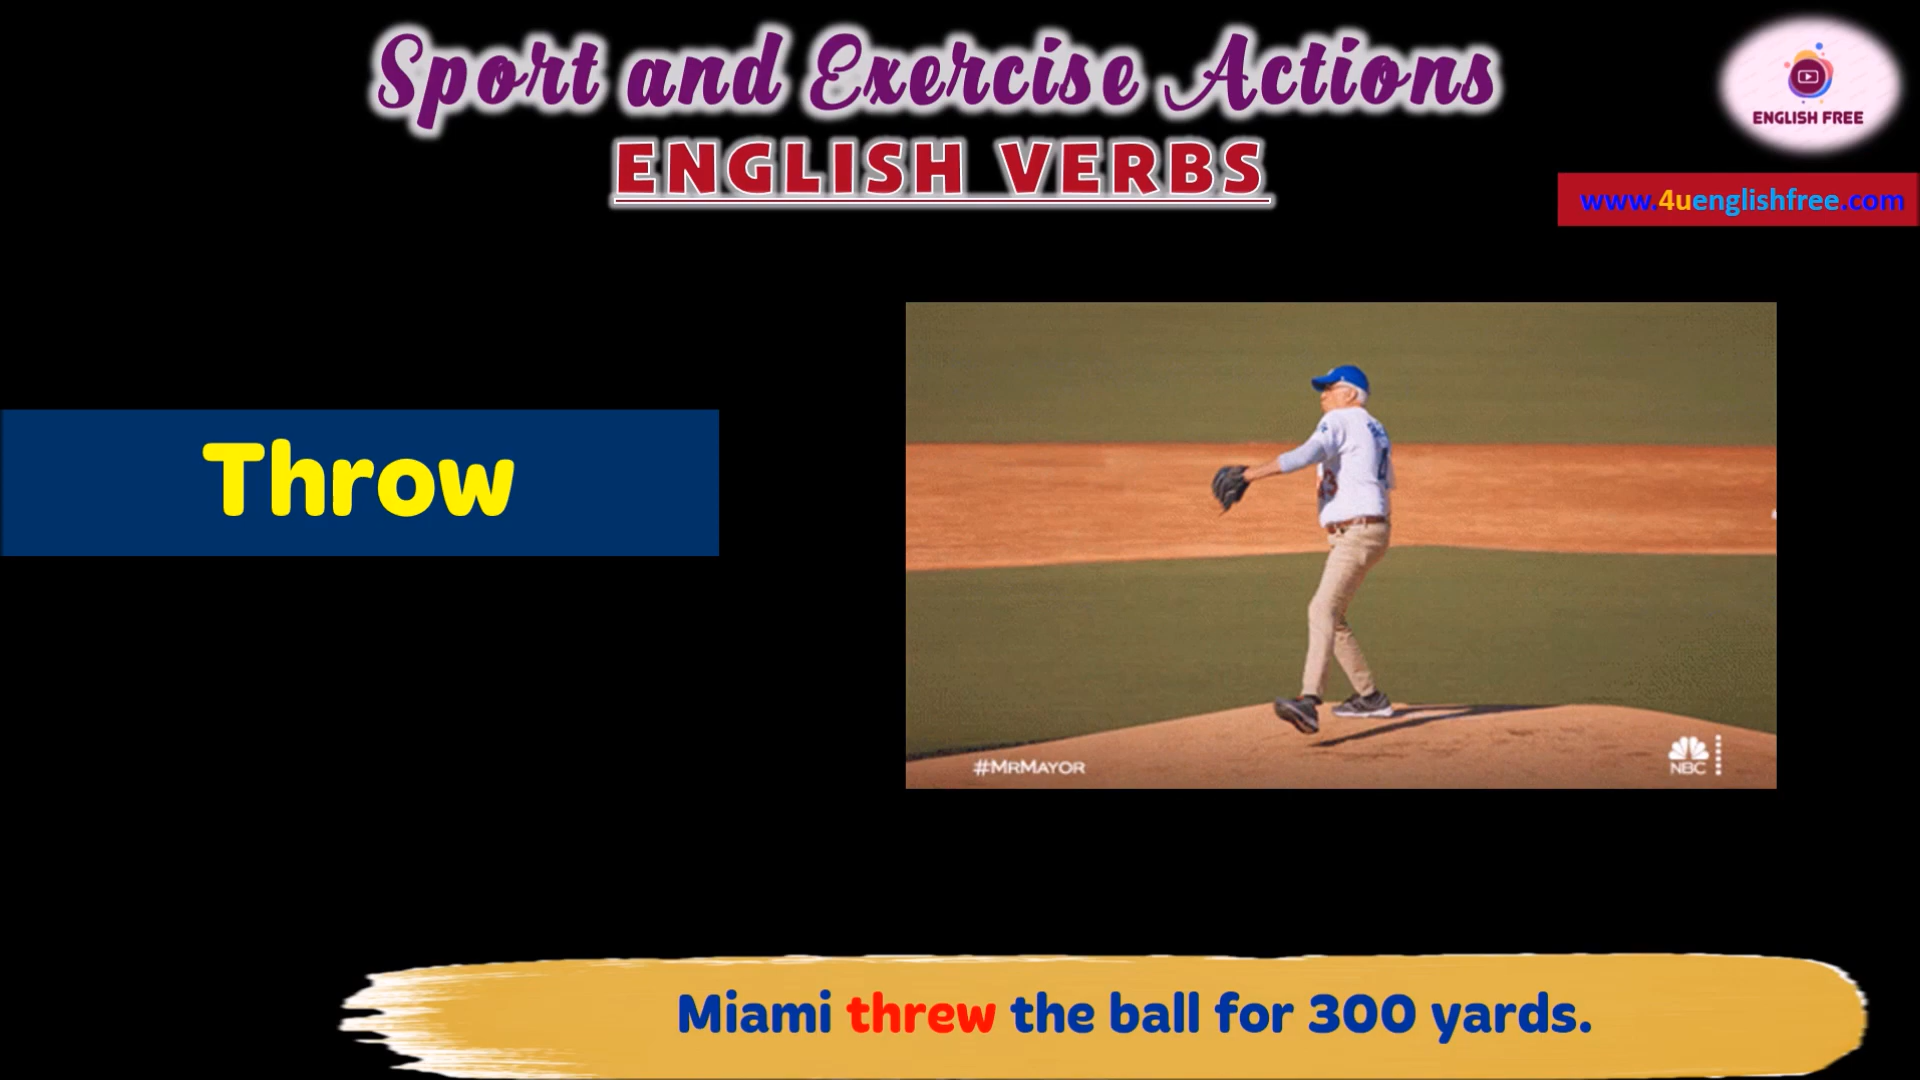 Sport and Exercise Actions
ENGLISH VERBS
ENGLISH FREE
www.4uenglishfree.com
Throw
#MRMAYOR
NBC
Miami threw the ball for 300 yards.